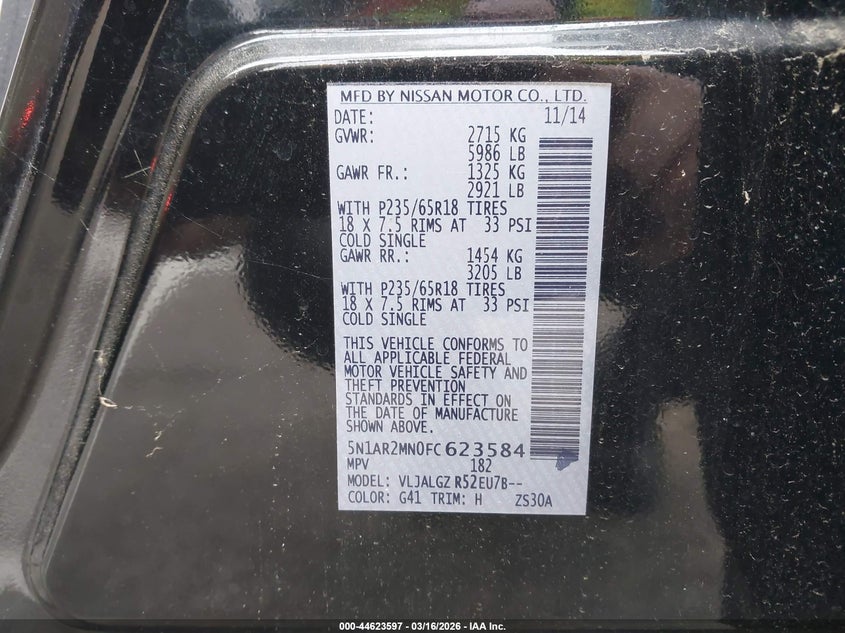 MFD BY NISSAN MOTOR CO., LTD.
DATE: 11/14
GVWR: 2715 KG
5986 LB
GAWR FR.: 1325 KG
2921 LB
WITH P235/65R18 TIRES
18 X 7.5 RIMS AT 33 PSI
COLD SINGLE
GAWR RR.: 1454 KG
3205 LB
WITH P235/65R18 TIRES
18 X 7.5 RIMS AT 33 PSI
COLD SINGLE
THIS VEHICLE CONFORMS TO
ALL APPLICABLE FEDERAL
MOTOR VEHICLE SAFETY AND
THEFT PREVENTION
STANDARDS IN EFFECT ON
THE DATE OF MANUFACTURE
SHOWN ABOVE.
5N1AR2MN0FC623584
MPV 182
MODEL: VLJALGZ R52EU7B--
COLOR: G41 TRIM: H ZS30A
000-44623597 - 03/16/2026 - IAA Inc.